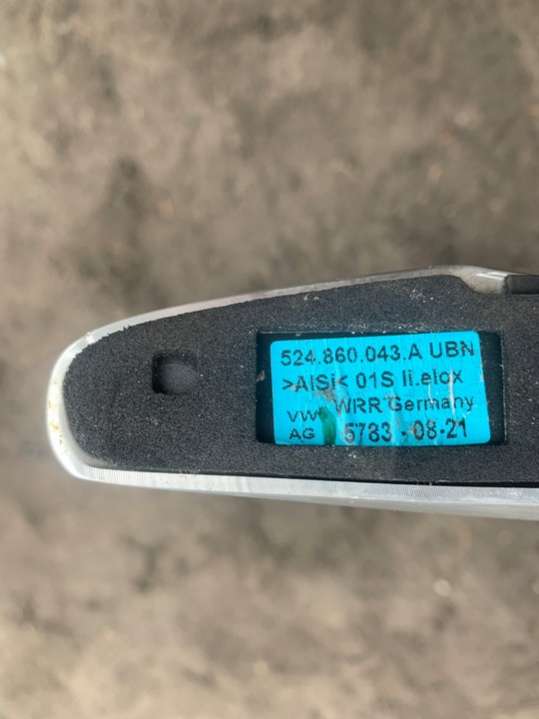 524.860.043.A UBN
>AlSi< 01S li.elox
VW WRR Germany
AG 5783 - 08-21